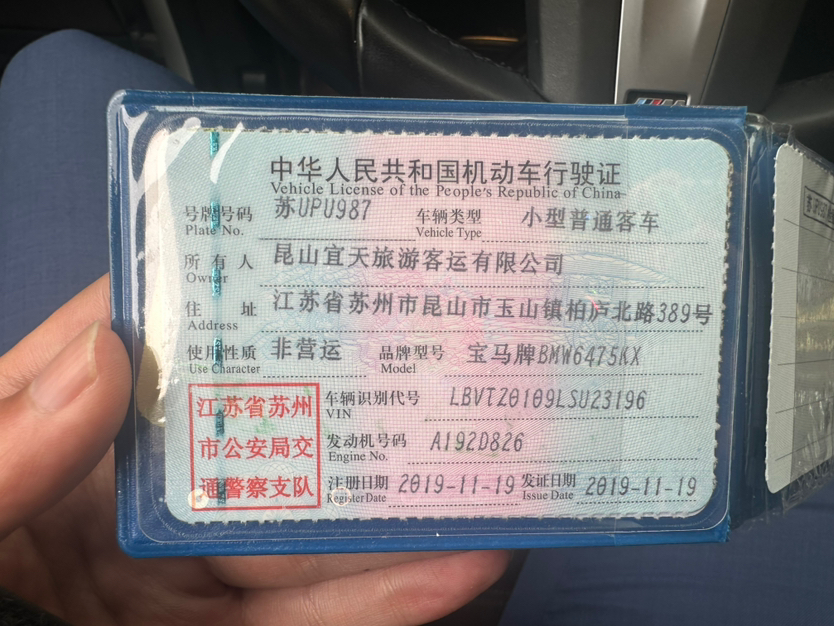 中华人民共和国机动车行驶证
Vehicle License of the People's Republic of China
号牌号码 苏UPU987 车辆类型 小型普通客车
Plate No. Vehicle Type
所有人 昆山宜天旅游客运有限公司
Owner
住址 江苏省苏州市昆山市玉山镇柏庐北路389号
Address
使用性质 非营运 品牌型号 宝马牌BMW6475KX
Use Character Model
江苏省苏州
市公安局交
通警察支队
车辆识别代号 LBVTZ0109LSU23196
VIN
发动机号码 A192D826
Engine No.
注册日期 2019-11-19 发证日期 2019-11-19
Register Date Issue Date